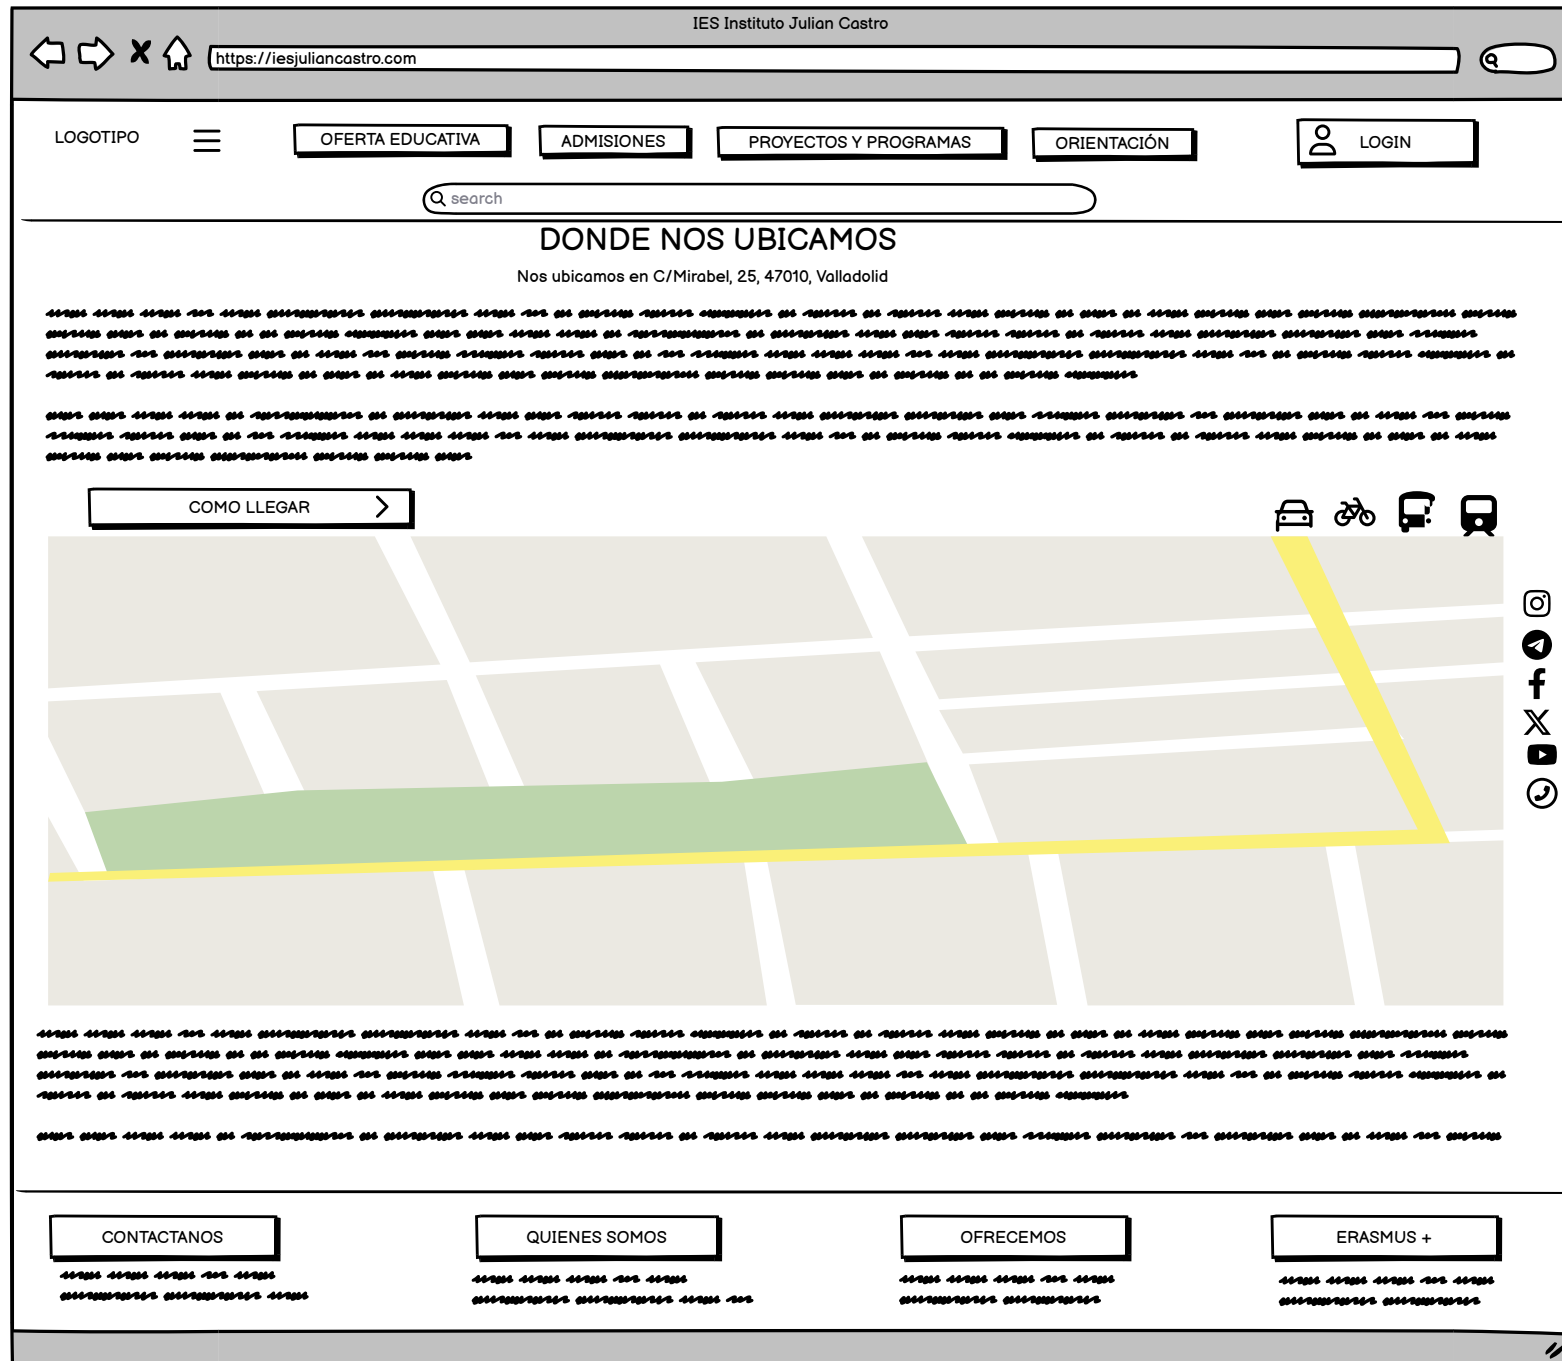 IES Instituto Julian Castro
https://iesjuliancastro.com
LOGOTIPO
OFERTA EDUCATIVA
ADMISIONES
PROYECTOS Y PROGRAMAS
ORIENTACIÓN
LOGIN
search
DONDE NOS UBICAMOS
Nos ubicamos en C/Mirabel, 25, 47010, Valladolid
COMO LLEGAR
CONTACTANOS
QUIENES SOMOS
OFRECEMOS
ERASMUS +